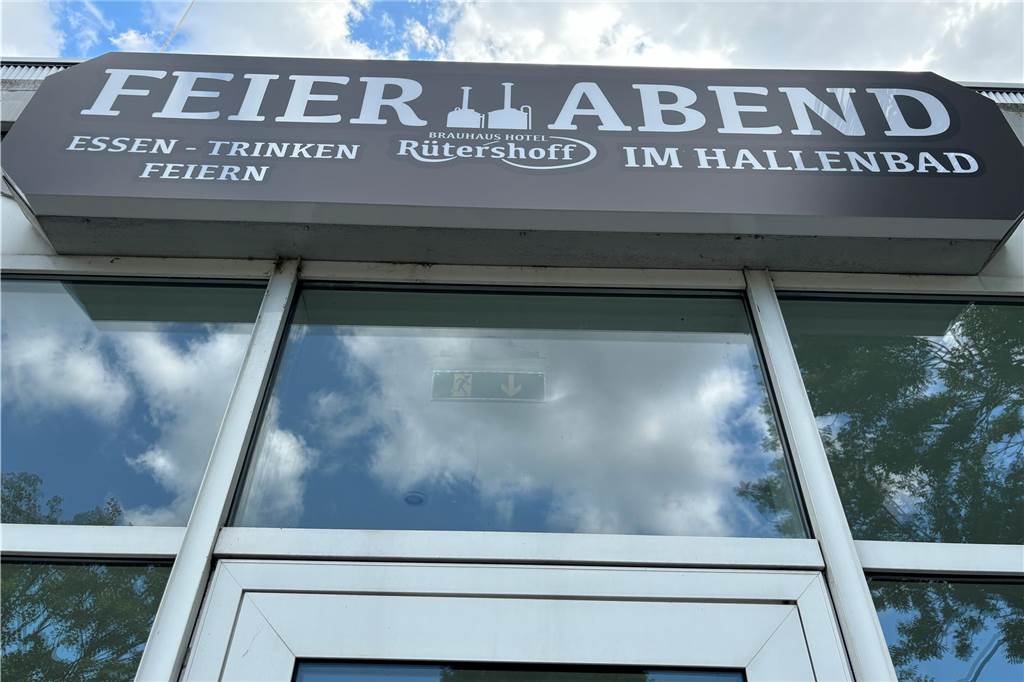 FEIER ABEND
ESSEN - TRINKEN
FEIERN
BRAUHAUS HOTEL
Rütershoff
IM HALLENBAD